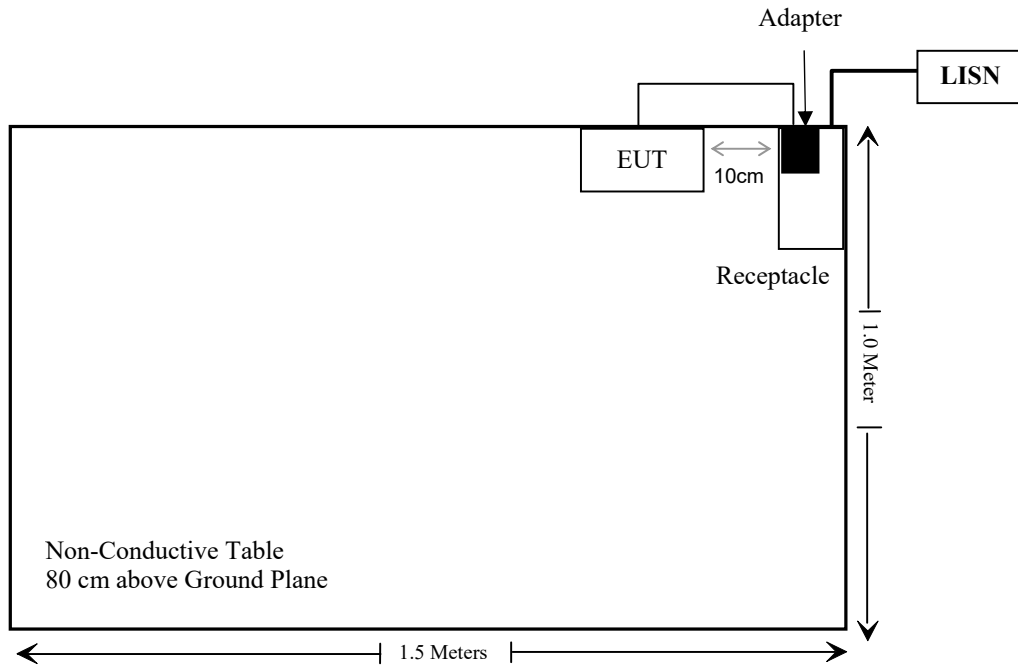 Adapter
LISN
EUT
10cm
Receptacle
1.0 Meter
Non-Conductive Table
80 cm above Ground Plane
1.5 Meters